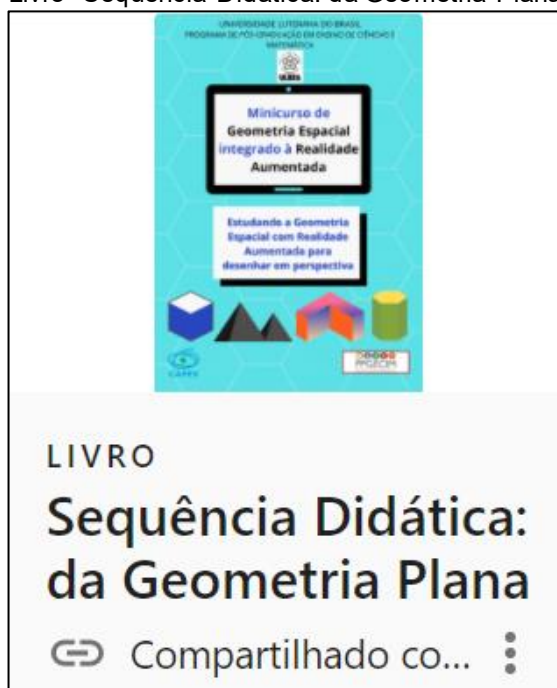 Livro "Sequência Didática: da Geometria Plana
UNIVERSIDADE LUTERANA DO BRASIL
PROGRAMA DE PÓS-GRADUAÇÃO EM ENSINO DE CIÊNCIAS E
MATEMÁTICA
ULBRA
Minicurso de
Geometria Espacial
integrado à Realidade
Aumentada
Estudando a Geometria
Espacial com Realidade
Aumentada para
desenhar em perspectiva
CAPES
PPGECIM
LIVRO
Sequência Didática:
da Geometria Plana
Compartilhado co...